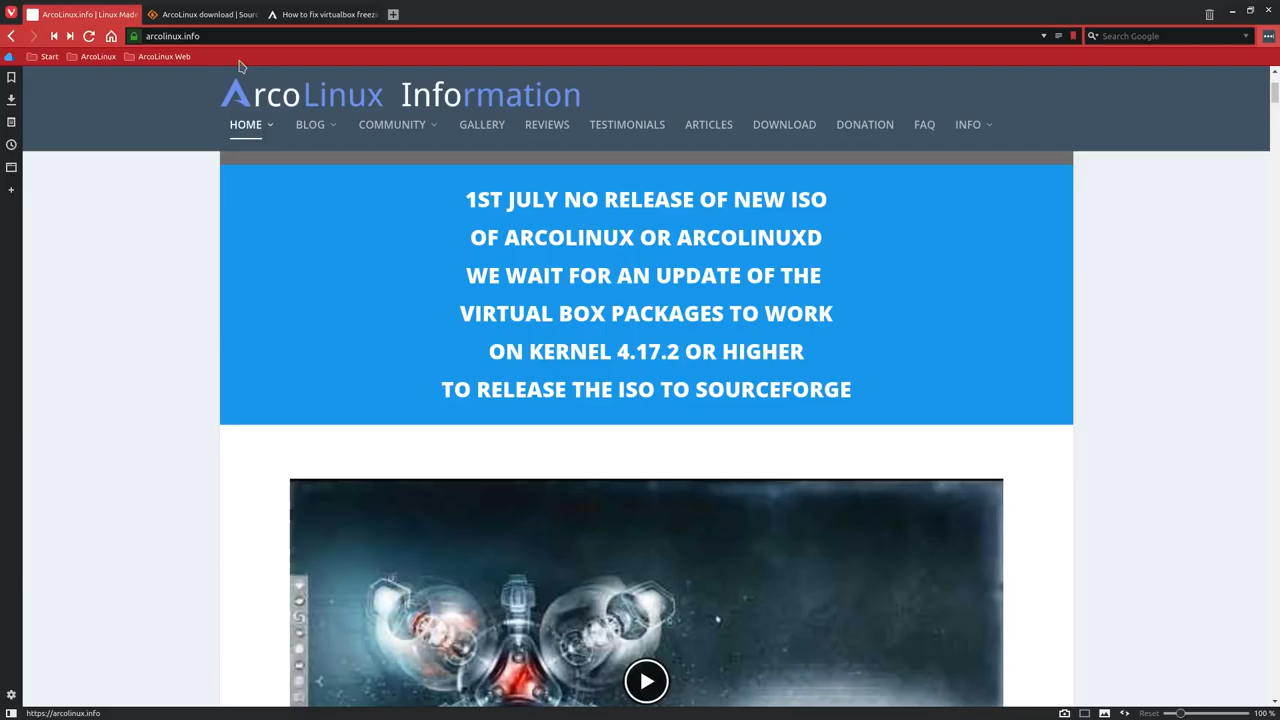 ArcoLinux.info | Linux Made
ArcoLinux download | Sour
How to fix virtualbox freezi
arcolinux.info
Search Google
Start
ArcoLinux
ArcoLinux Web
ArcoLinux Information
HOME
BLOG
COMMUNITY
GALLERY
REVIEWS
TESTIMONIALS
ARTICLES
DOWNLOAD
DONATION
FAQ
INFO
1ST JULY NO RELEASE OF NEW ISO
OF ARCOLINUX OR ARCOLINUXD
WE WAIT FOR AN UPDATE OF THE
VIRTUAL BOX PACKAGES TO WORK
ON KERNEL 4.17.2 OR HIGHER
TO RELEASE THE ISO TO SOURCEFORGE
https://arcolinux.info
Reset
100 %